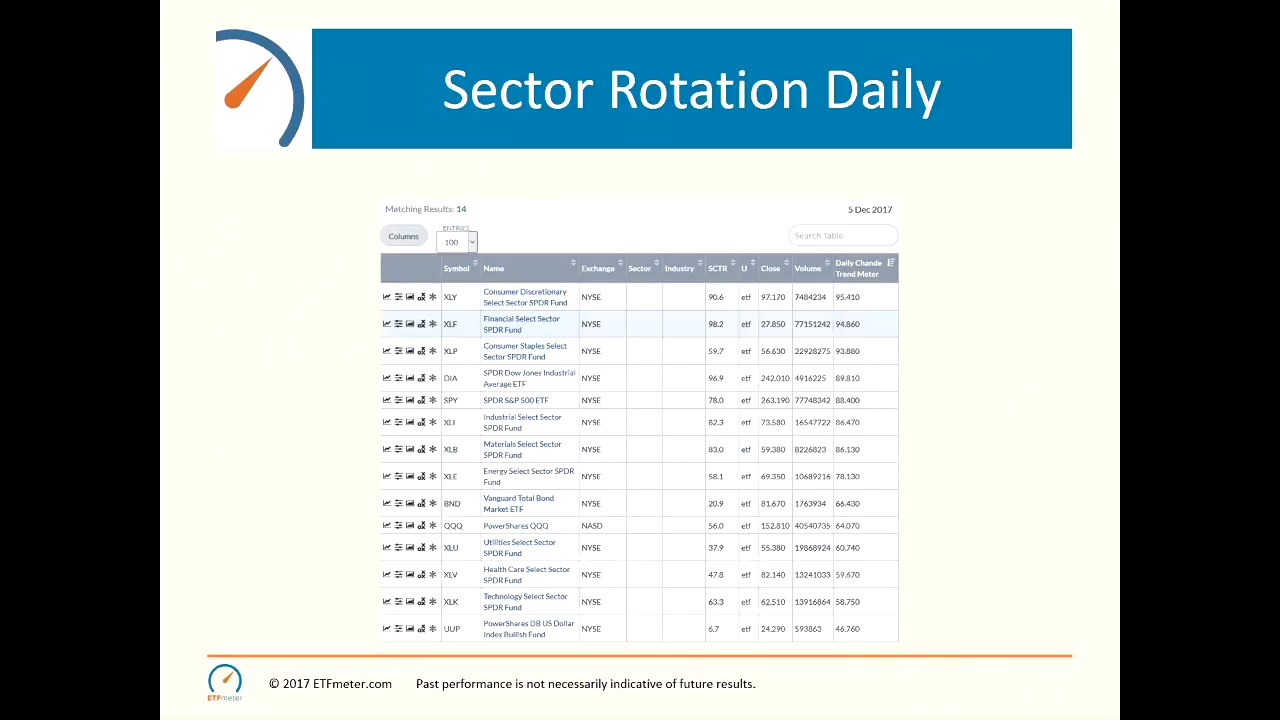 Sector Rotation Daily
Matching Results: 14
5 Dec 2017
Columns
ENTRIES
100
Search Table
Symbol Name Exchange Sector Industry SCTR U Close Volume Daily Chande
Trend Meter
XLY Consumer Discretionary
Select Sector SPDR Fund NYSE 90.6 etf 97.170 7484234 95.410
XLF Financial Select Sector
SPDR Fund NYSE 98.2 etf 27.850 77151242 94.860
XLP Consumer Staples Select
Sector SPDR Fund NYSE 59.7 etf 56.630 22928275 93.880
DIA SPDR Dow Jones Industrial
Average ETF NYSE 96.9 etf 242.010 4916225 89.810
SPY SPDR S&P 500 ETF NYSE 78.0 etf 263.190 77748342 88.400
XLI Industrial Select Sector
SPDR Fund NYSE 82.3 etf 73.580 16547722 86.470
XLB Materials Select Sector
SPDR Fund NYSE 83.0 etf 59.380 8226823 86.130
XLE Energy Select Sector SPDR
Fund NYSE 58.1 etf 69.350 10689216 78.130
BND Vanguard Total Bond
Market ETF NYSE 20.9 etf 81.670 1763934 66.430
QQQ PowerShares QQQ NASD 56.0 etf 152.810 40540735 64.070
XLU Utilities Select Sector
SPDR Fund NYSE 37.9 etf 55.380 19868924 60.740
XLV Health Care Select Sector
SPDR Fund NYSE 47.8 etf 82.140 13241033 59.670
XLK Technology Select Sector
SPDR Fund NYSE 63.3 etf 62.510 13916864 58.750
UUP PowerShares DB US Dollar
Index Bullish Fund NYSE 6.7 etf 24.290 593863 46.760
ETFmeter
© 2017 ETFmeter.com Past performance is not necessarily indicative of future results.